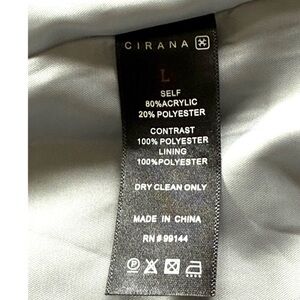 CIRANA
L
SELF
80%ACRYLIC
20% POLYESTER
CONTRAST
100% POLYESTER
LINING
100%POLYESTER
DRY CLEAN ONLY
MADE IN CHINA
RN # 99144